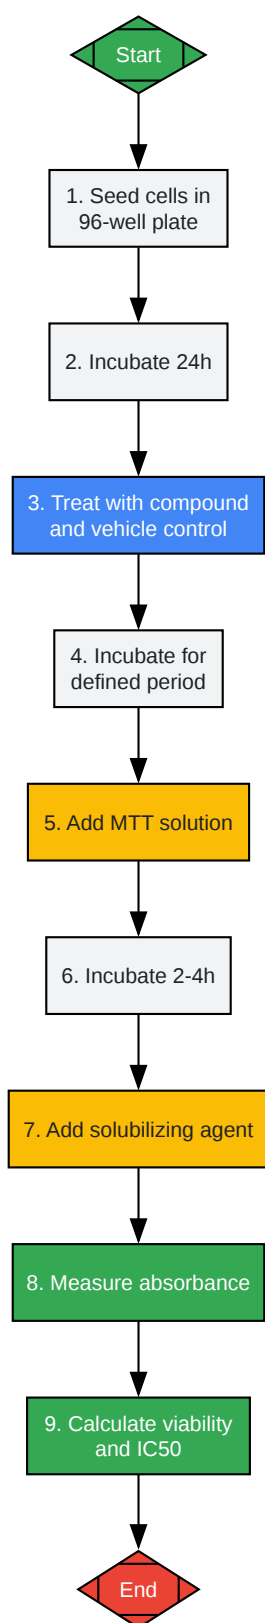 Start
1. Seed cells in
96-well plate
2. Incubate 24h
3. Treat with compound
and vehicle control
4. Incubate for
defined period
5. Add MTT solution
6. Incubate 2-4h
7. Add solubilizing agent
8. Measure absorbance
9. Calculate viability
and IC50
End